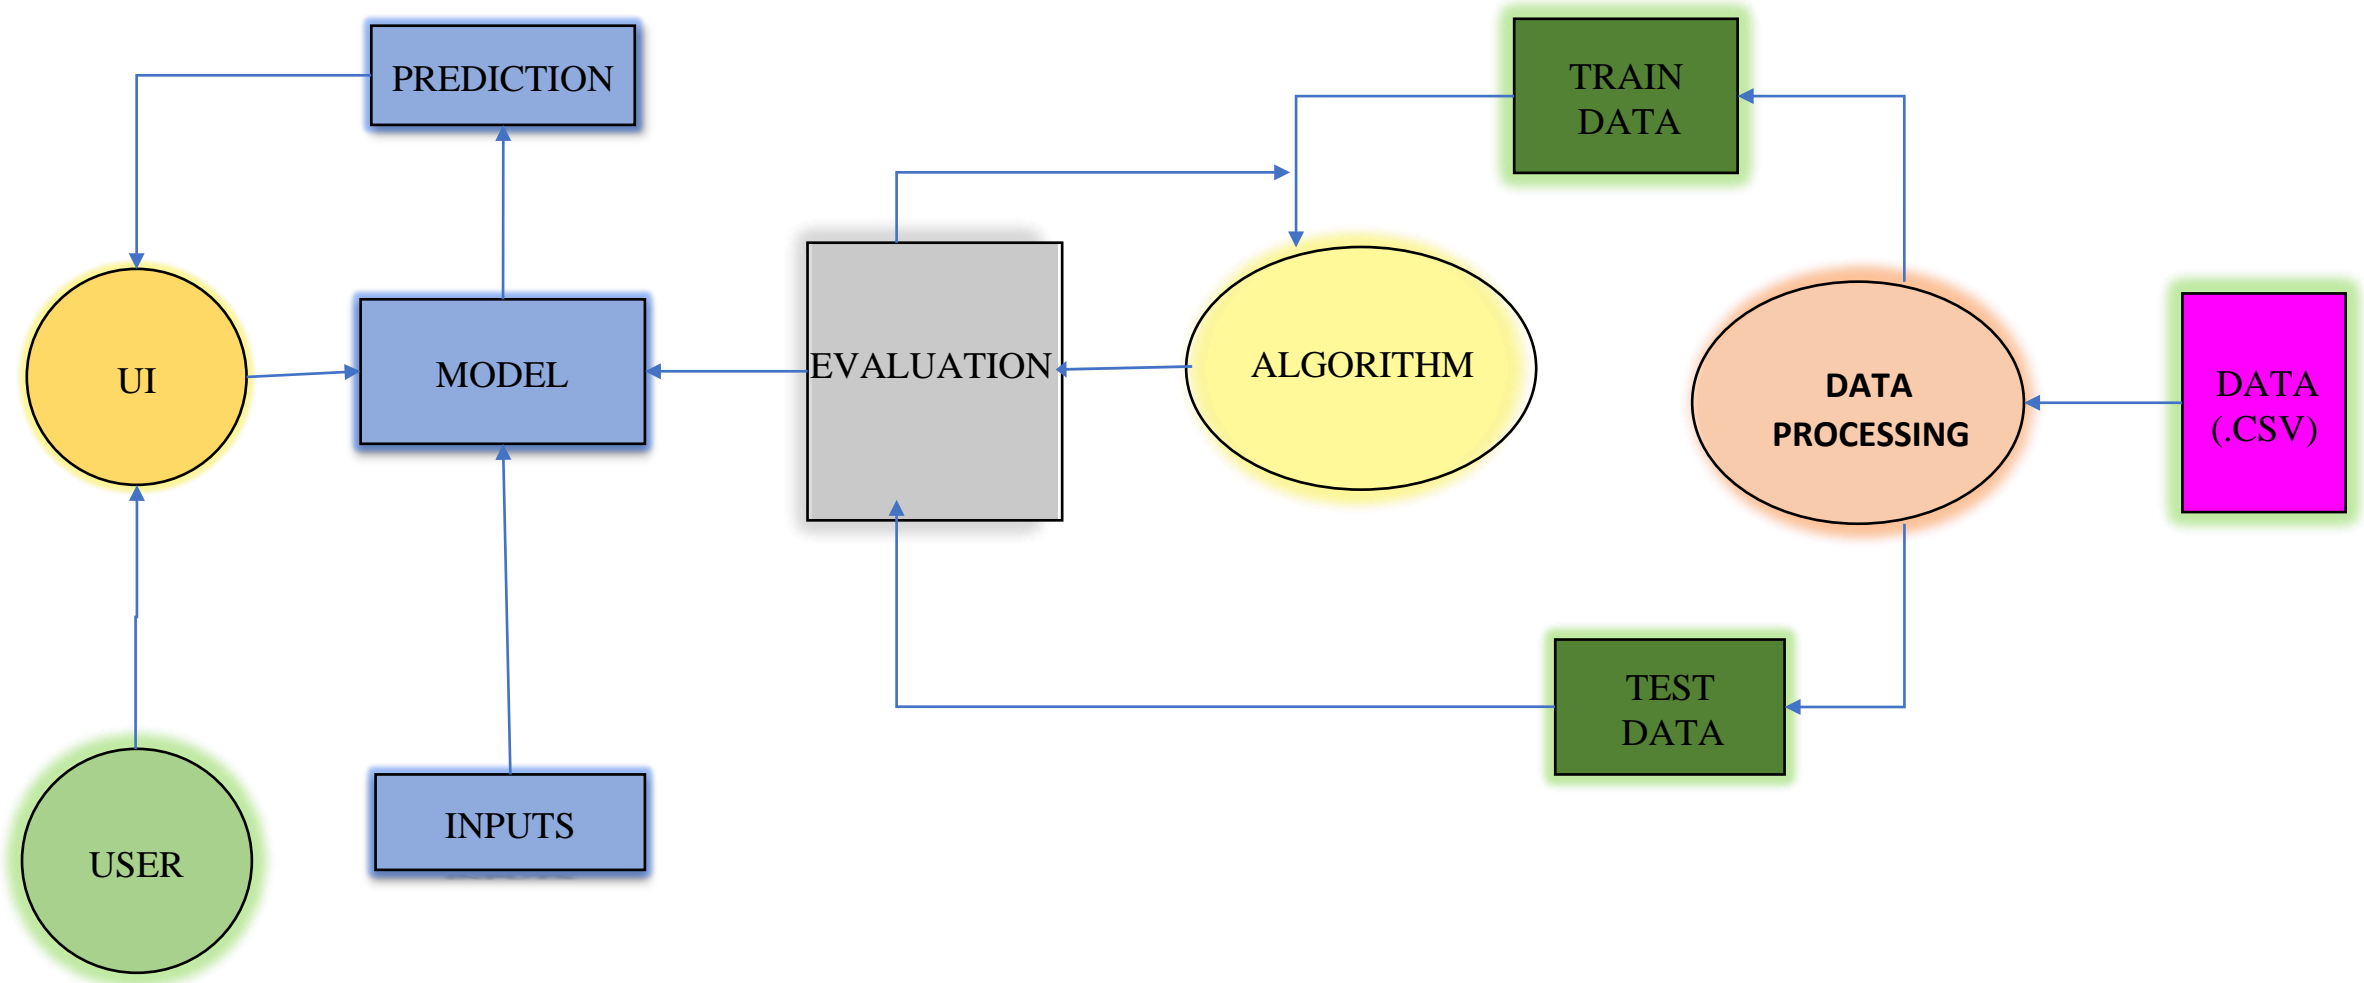 PREDICTION
TRAIN
DATA
UI
MODEL
EVALUATION
ALGORITHM
DATA
PROCESSING
DATA
(.CSV)
TEST
DATA
USER
INPUTS